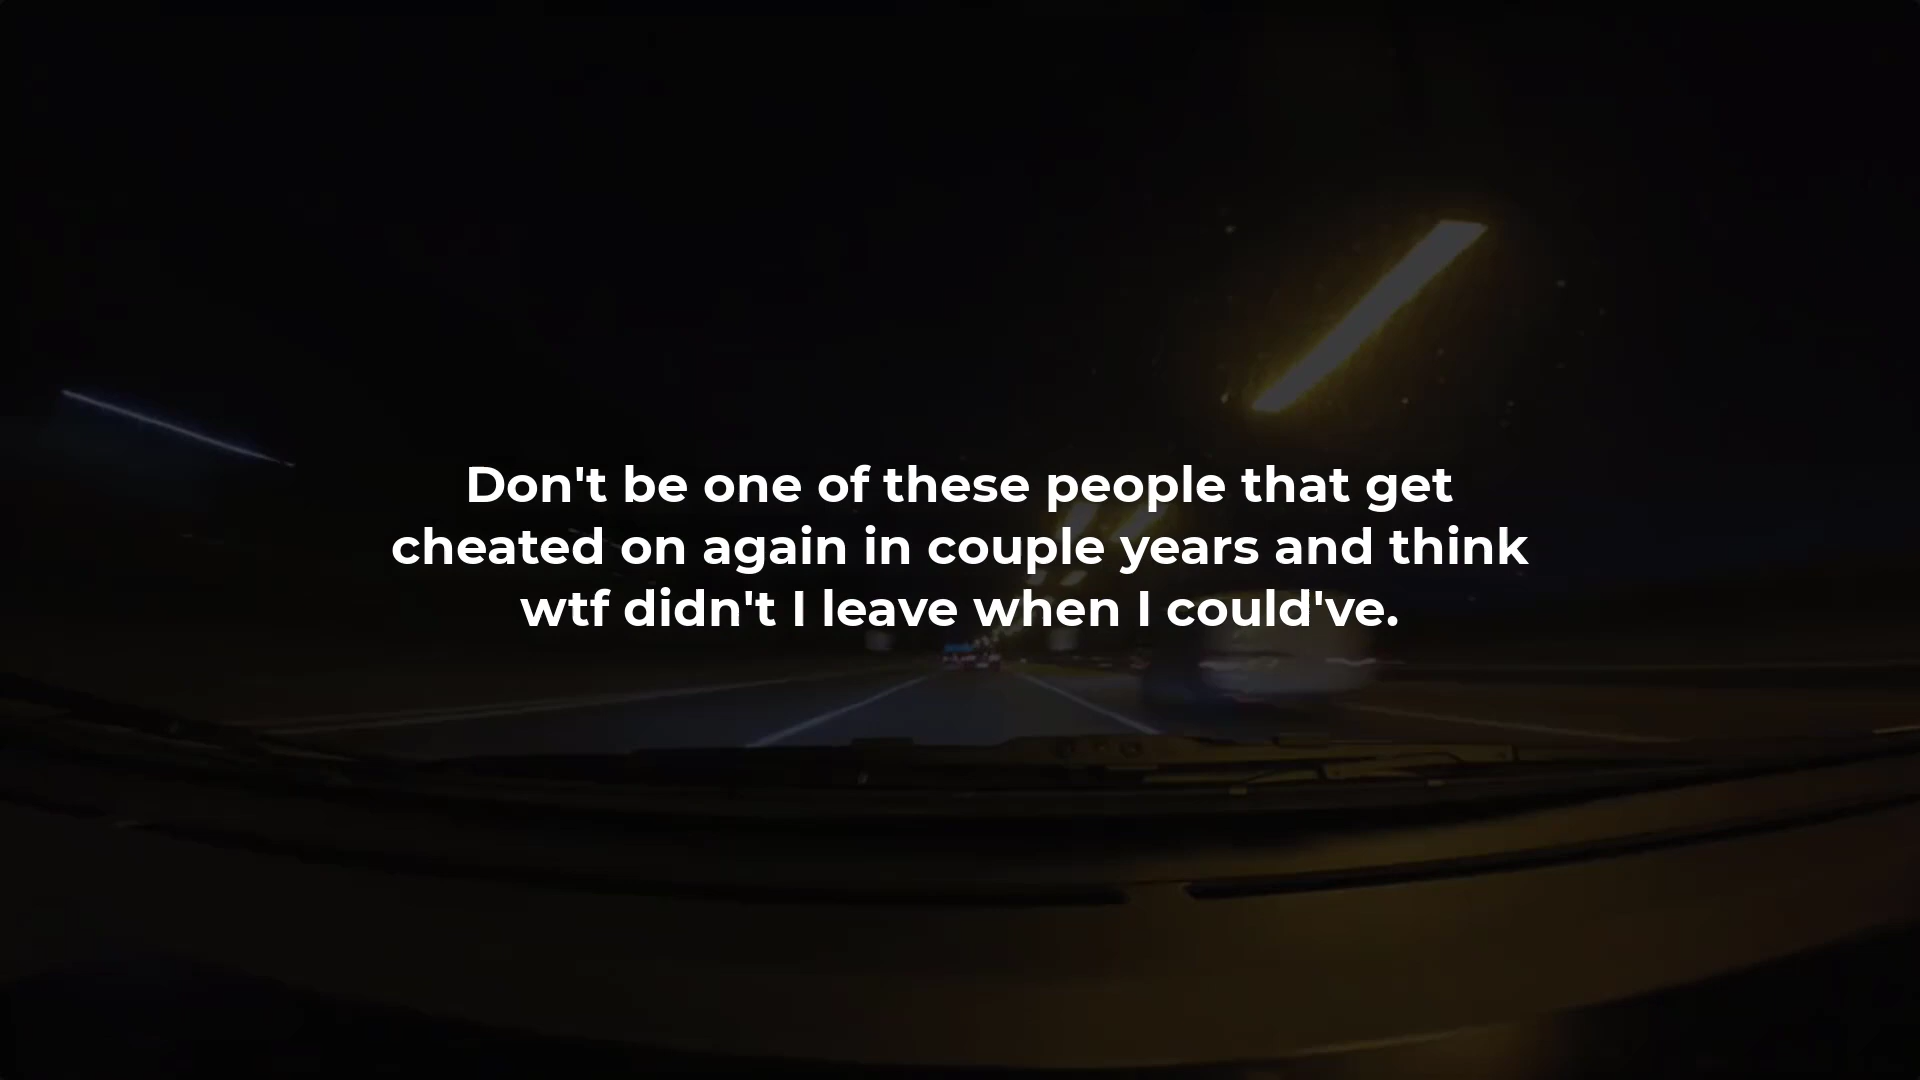 Don't be one of these people that get
cheated on again in couple years and think
wtf didn't I leave when I could've.